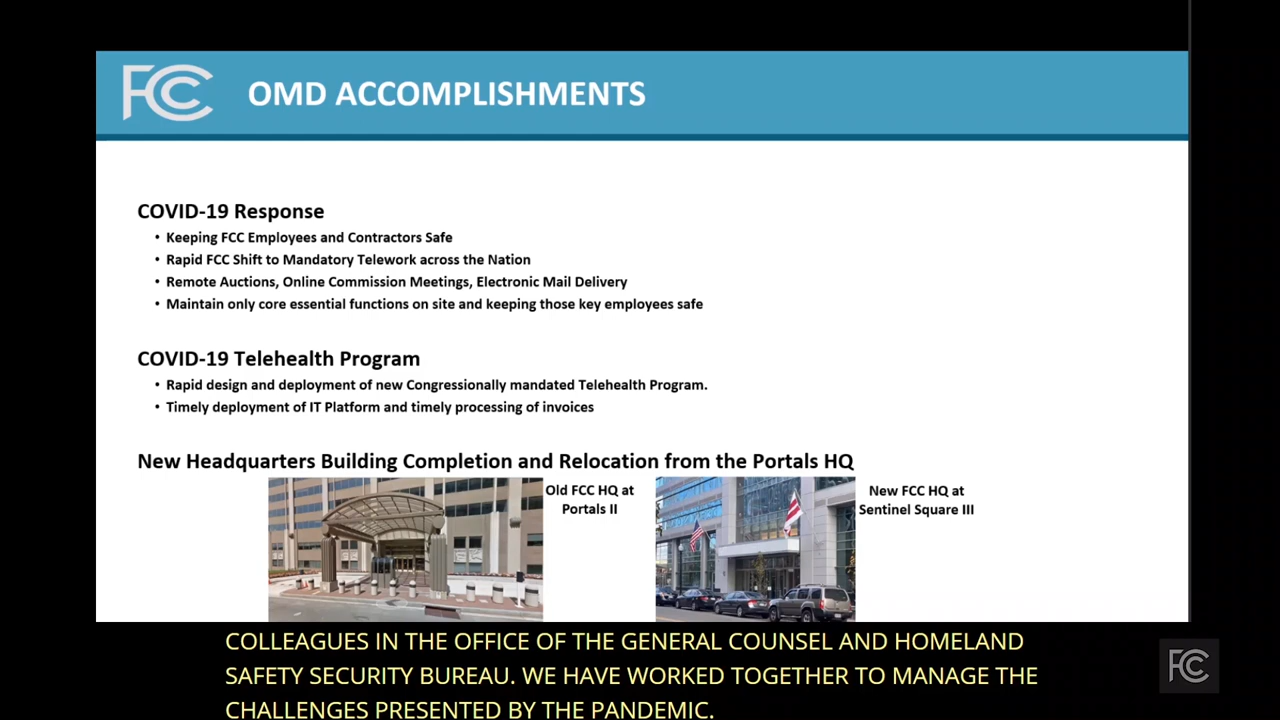 FCC OMD ACCOMPLISHMENTS
COVID-19 Response
• Keeping FCC Employees and Contractors Safe
• Rapid FCC Shift to Mandatory Telework across the Nation
• Remote Auctions, Online Commission Meetings, Electronic Mail Delivery
• Maintain only core essential functions on site and keeping those key employees safe
COVID-19 Telehealth Program
• Rapid design and deployment of new Congressionally mandated Telehealth Program.
• Timely deployment of IT Platform and timely processing of invoices
New Headquarters Building Completion and Relocation from the Portals HQ
Old FCC HQ at
Portals II
New FCC HQ at
Sentinel Square III
COLLEAGUES IN THE OFFICE OF THE GENERAL COUNSEL AND HOMELAND
SAFETY SECURITY BUREAU. WE HAVE WORKED TOGETHER TO MANAGE THE
CHALLENGES PRESENTED BY THE PANDEMIC.
FCC